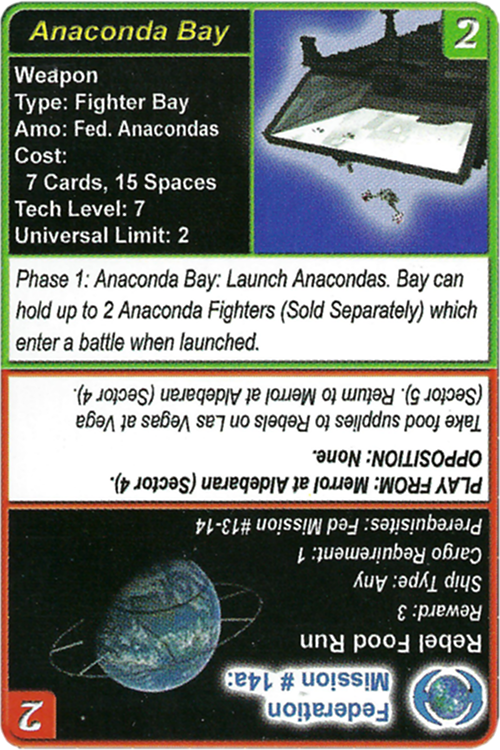 Anaconda Bay
2
Weapon
Type: Fighter Bay
Amo: Fed. Anacondas
Cost:
7 Cards, 15 Spaces
Tech Level: 7
Universal Limit: 2
Phase 1: Anaconda Bay: Launch Anacondas. Bay can
hold up to 2 Anaconda Fighters (Sold Separately) which
enter a battle when launched.
2
Federation
Mission # 14a:
Rebel Food Run
Reward: 3
Ship Type: Any
Cargo Requirement: 1
Prerequisites: Fed Mission #13-14
PLAY FROM: Merrol at Aldebaran (Sector 4).
OPPOSITION: None.
Take food supplies to Rebels on Las Vegas at Vega
(Sector 5). Return to Merrol at Aldebaran (Sector 4).